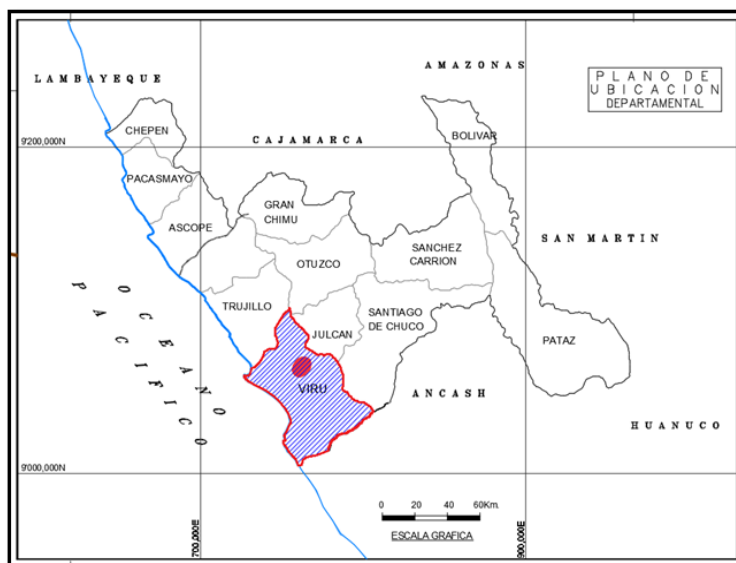 PLANO DE
UBICACION
DEPARTAMENTAL
AMAZONAS
LAMBAYEQUE
CHEPEN
BOLIVAR
CAJAMARCA
9'200,000N
PACASMAYO
GRAN
CHIMU
ASCOPE
SAN MARTIN
SANCHEZ
CARRION
OTUZCO
TRUJILLO
SANTIAGO
DE CHUCO
JULCAN
PATAZ
OCEANO
PACIFICO
VIRU
ANCASH
HUANUCO
9'000,000N
0 20 40 60Km.
ESCALA GRAFICA
700,000E
900,000E